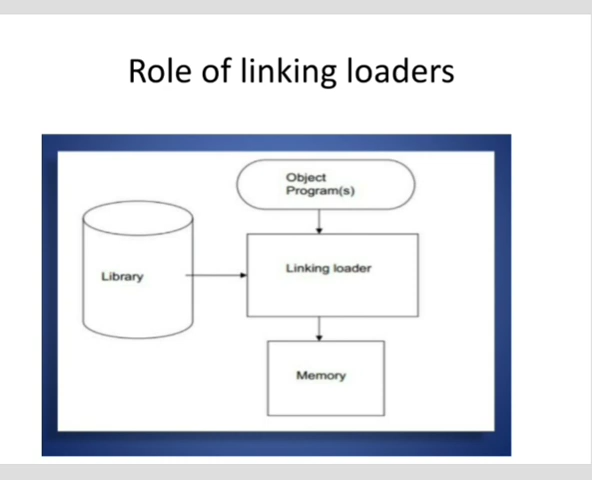 Role of linking loaders
Object
Program(s)
Linking loader
Library
Memory